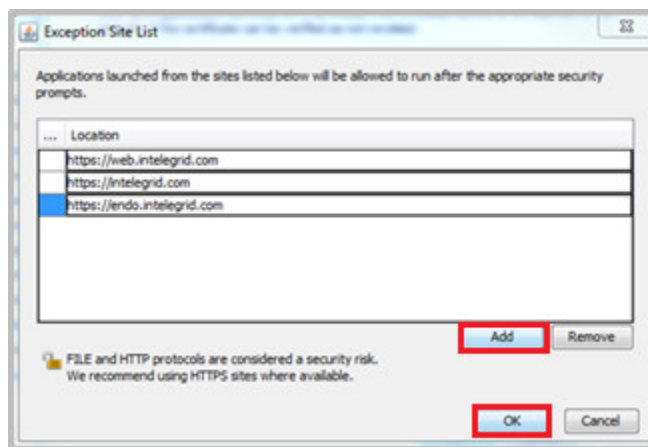 Exception Site List
Applications launched from the sites listed below will be allowed to run after the appropriate security
prompts.
... Location
https://web.intelegrid.com
https://intelegrid.com
https://endo.intelegrid.com
Add Remove
FILE and HTTP protocols are considered a security risk.
We recommend using HTTPS sites where available.
OK Cancel